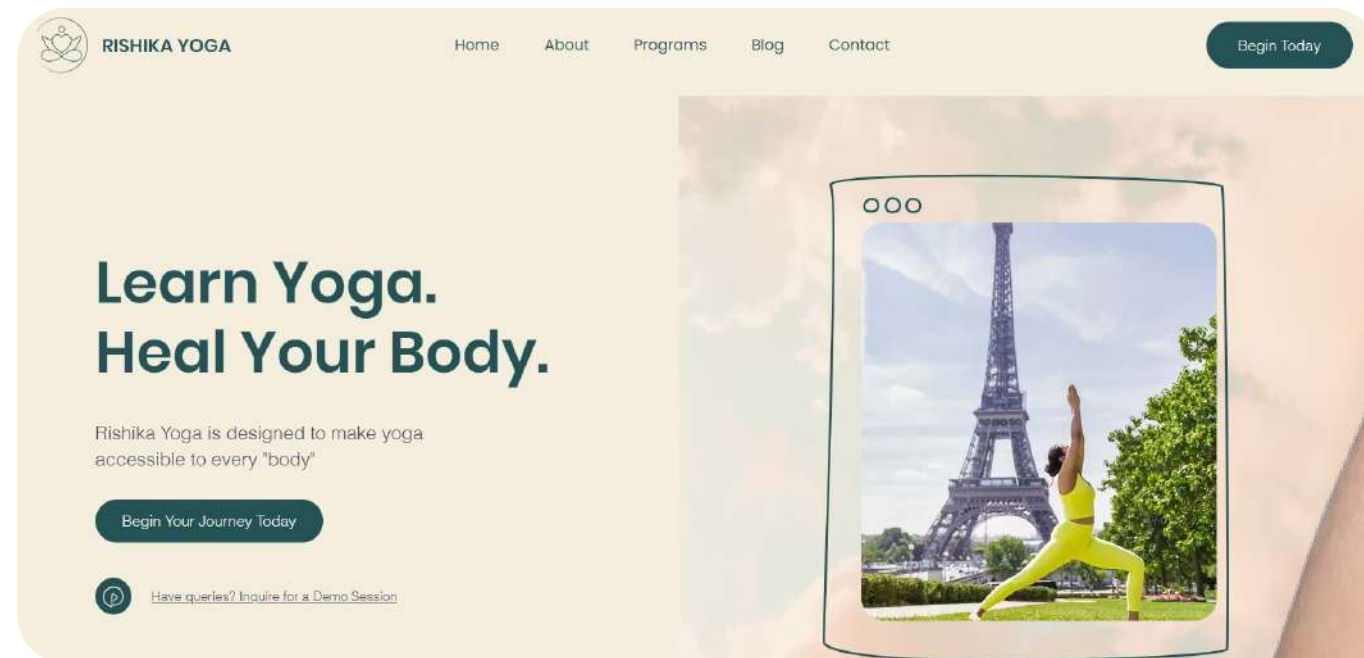 RISHIKA YOGA
Home About Programs Blog Contact
Begin Today
Learn Yoga.
Heal Your Body.
Rishika Yoga is designed to make yoga
accessible to every "body"
Begin Your Journey Today
Have queries? Inquire for a Demo Session